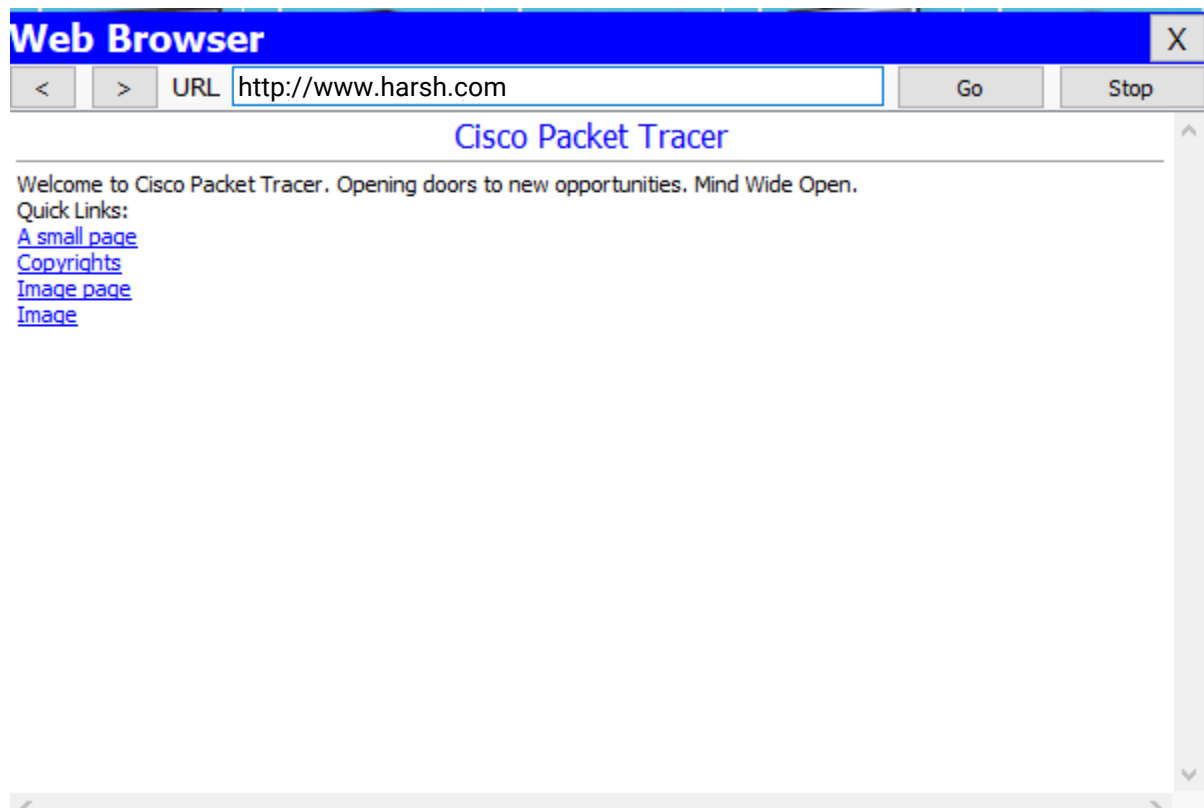 Web Browser
X
< > URL http://www.harsh.com Go Stop
Cisco Packet Tracer
Welcome to Cisco Packet Tracer. Opening doors to new opportunities. Mind Wide Open.
Quick Links:
A small page
Copyrights
Image page
Image